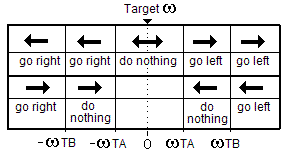 Target ω
go right go right do nothing go left go left
go right do nothing do nothing go left
-ωTB -ωTA 0 ωTA ωTB